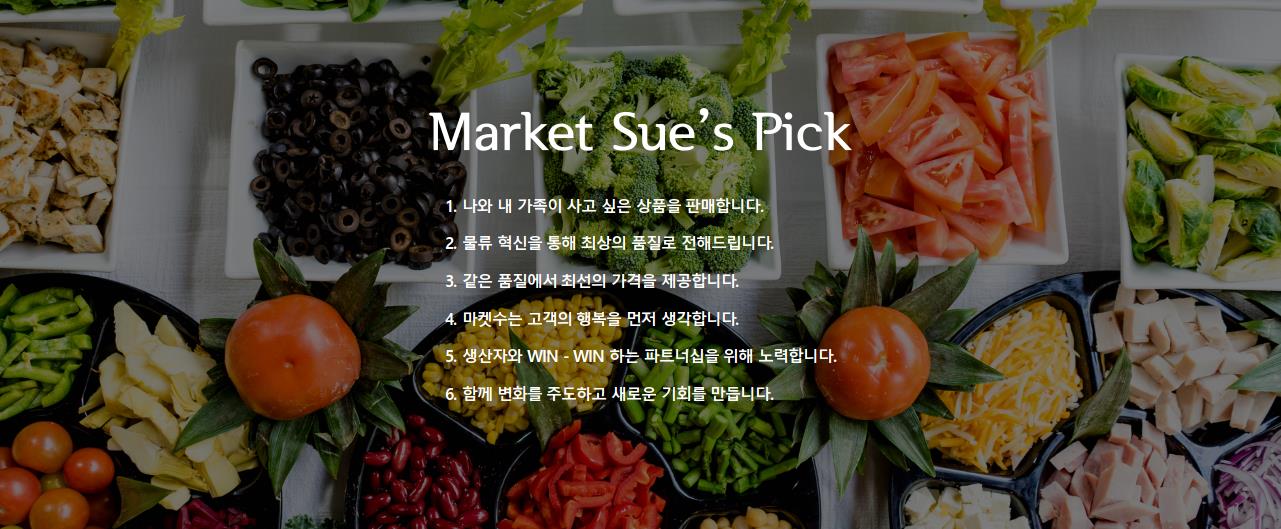 Market Sue's Pick
1. 나와 내 가족이 사고 싶은 상품을 판매합니다.
2. 물류 혁신을 통해 최상의 품질로 전해드립니다.
3. 같은 품질에서 최선의 가격을 제공합니다.
4. 마켓수는 고객의 행복을 먼저 생각합니다.
5. 생산자와 WIN - WIN 하는 파트너십을 위해 노력합니다.
6. 함께 변화를 주도하고 새로운 기회를 만듭니다.